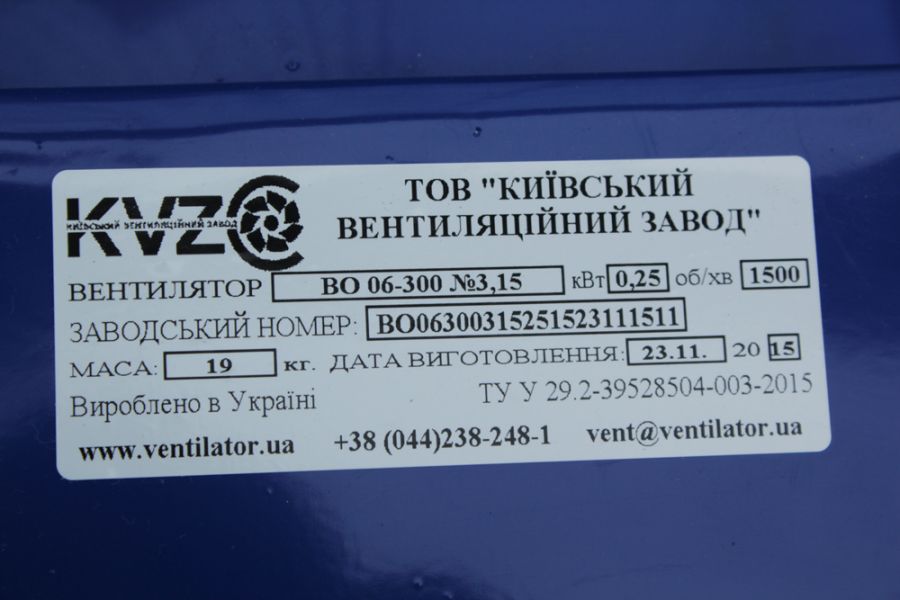 KVZ
КИЇВСЬКИЙ ВЕНТИЛЯЦІЙНИЙ ЗАВОД
ТОВ "КИЇВСЬКИЙ
ВЕНТИЛЯЦІЙНИЙ ЗАВОД"
ВЕНТИЛЯТОР ВО 06-300 №3,15 кВт 0,25 об/хв 1500
ЗАВОДСЬКИЙ НОМЕР: ВО06300315251523111511
МАСА: 19 кг. ДАТА ВИГОТОВЛЕННЯ: 23.11. 20 15
Вироблено в Україні ТУ У 29.2-39528504-003-2015
www.ventilator.ua +38 (044)238-248-1 vent@ventilator.ua